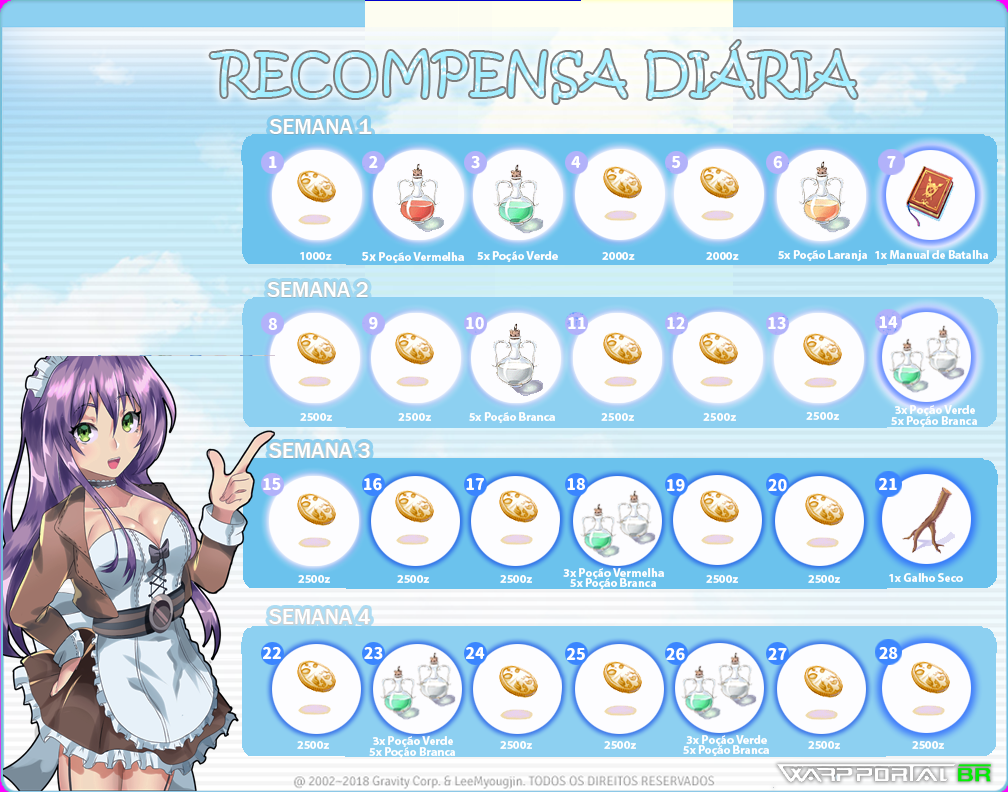 RECOMPENSA DIÁRIA
SEMANA 1
1 2 3 4 5 6 7
1000z 5x Poção Vermelha 5x Poção Verde 2000z 2000z 5x Poção Laranja 1x Manual de Batalha
SEMANA 2
8 9 10 11 12 13 14
2500z 2500z 5x Poção Branca 2500z 2500z 2500z 3x Poção Verde
5x Poção Branca
SEMANA 3
15 16 17 18 19 20 21
2500z 2500z 2500z 3x Poção Vermelha 2500z 2500z 1x Galho Seco
5x Poção Branca
SEMANA 4
22 23 24 25 26 27 28
2500z 3x Poção Verde 2500z 2500z 3x Poção Verde 2500z 2500z
5x Poção Branca 5x Poção Branca
@ 2002~2018 Gravity Corp. & LeeMyougjin. TODOS OS DIREITOS RESERVADOS
WARPPORTAL BR